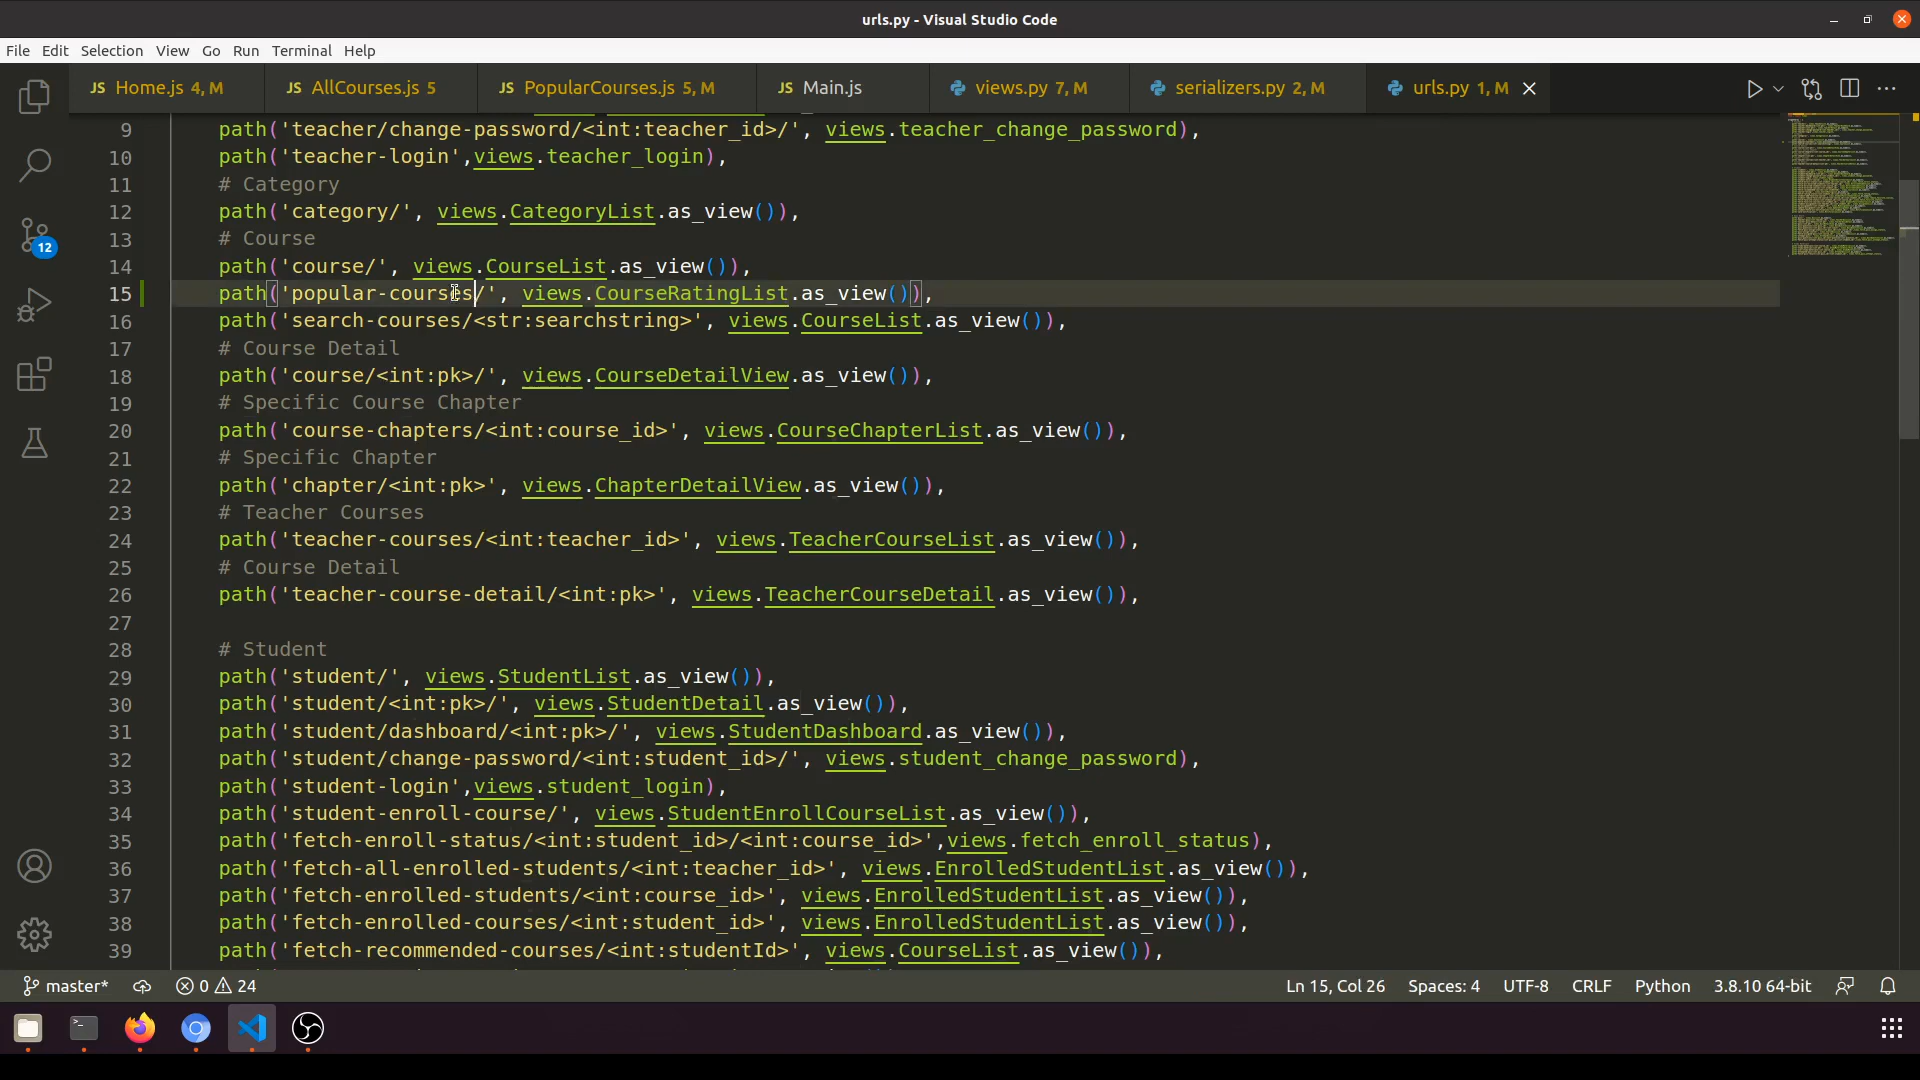 urls.py - Visual Studio Code
File Edit Selection View Go Run Terminal Help
JS Home.js 4, M JS AllCourses.js 5 JS PopularCourses.js 5, M JS Main.js views.py 7, M serializers.py 2, M urls.py 1, M
9 path('teacher/change-password/<int:teacher_id>/', views.teacher_change_password),
10 path('teacher-login',views.teacher_login),
11 # Category
12 path('category/', views.CategoryList.as_view()),
13 # Course
14 path('course/', views.CourseList.as_view()),
15 path('popular-courses/', views.CourseRatingList.as_view()),
16 path('search-courses/<str:searchstring>', views.CourseList.as_view()),
17 # Course Detail
18 path('course/<int:pk>/', views.CourseDetailView.as_view()),
19 # Specific Course Chapter
20 path('course-chapters/<int:course_id>', views.CourseChapterList.as_view()),
21 # Specific Chapter
22 path('chapter/<int:pk>', views.ChapterDetailView.as_view()),
23 # Teacher Courses
24 path('teacher-courses/<int:teacher_id>', views.TeacherCourseList.as_view()),
25 # Course Detail
26 path('teacher-course-detail/<int:pk>', views.TeacherCourseDetail.as_view()),
27
28 # Student
29 path('student/', views.StudentList.as_view()),
30 path('student/<int:pk>/', views.StudentDetail.as_view()),
31 path('student/dashboard/<int:pk>/', views.StudentDashboard.as_view()),
32 path('student/change-password/<int:student_id>/', views.student_change_password),
33 path('student-login',views.student_login),
34 path('student-enroll-course/', views.StudentEnrollCourseList.as_view()),
35 path('fetch-enroll-status/<int:student_id>/<int:course_id>',views.fetch_enroll_status),
36 path('fetch-all-enrolled-students/<int:teacher_id>', views.EnrolledStudentList.as_view()),
37 path('fetch-enrolled-students/<int:course_id>', views.EnrolledStudentList.as_view()),
38 path('fetch-enrolled-courses/<int:student_id>', views.EnrolledStudentList.as_view()),
39 path('fetch-recommended-courses/<int:studentId>', views.CourseList.as_view()),
12
master* 0 24 Ln 15, Col 26 Spaces: 4 UTF-8 CRLF Python 3.8.10 64-bit